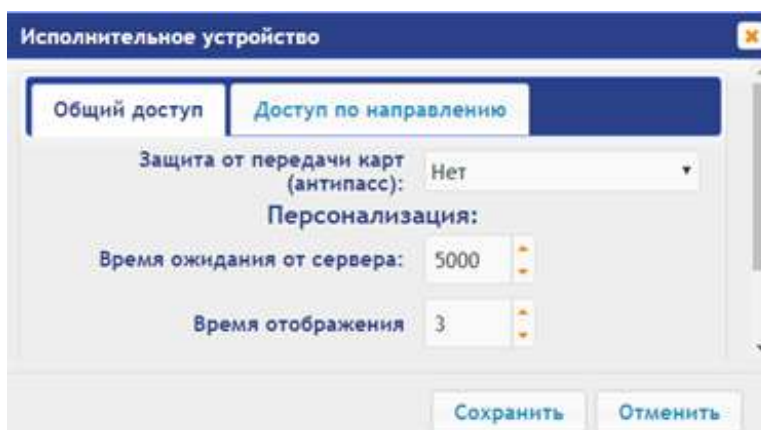 Исполнительное устройство
Общий доступ
Доступ по направлению
Защита от передачи карт
(антипасс):
Нет
Персонализация:
Время ожидания от сервера:
5000
Время отображения
3
Сохранить
Отменить